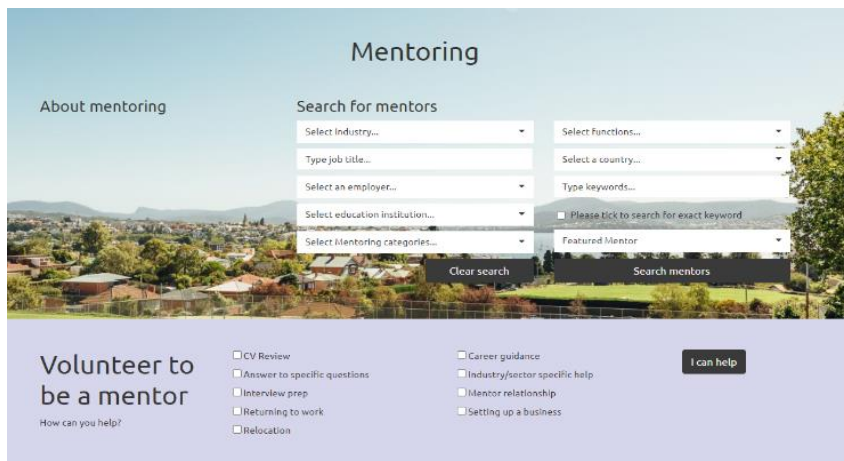 Mentoring
About mentoring
Search for mentors
Select Industry...
Select Functions...
Type job title...
Select a country...
Select an employer...
Type keywords...
Select education institution...
Please tick to search for exact keyword
Select Mentoring categories...
Featured Mentor
Clear search
Search mentors
Volunteer to
be a mentor
How can you help?
CV Review
Answer to specific questions
Interview prep
Returning to work
Relocation
Career guidance
Industry/sector specific help
Mentor relationship
Setting up a business
I can help